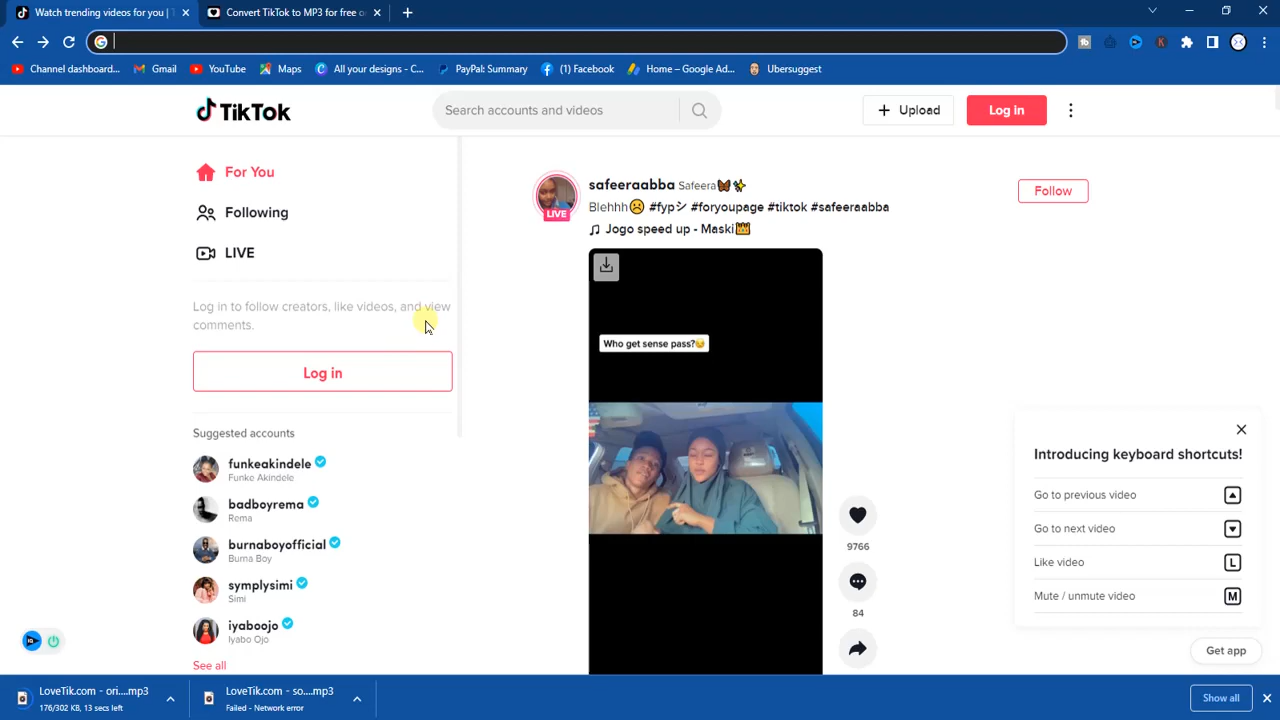 Watch trending videos for you | T
Convert TikTok to MP3 for free o
Channel dashboard...
Gmail
YouTube
Maps
All your designs - C...
PayPal: Summary
(1) Facebook
Home – Google Ad...
Ubersuggest
TikTok
Search accounts and videos
Upload
Log in
For You
Following
LIVE
Log in to follow creators, like videos, and view
comments.
Log in
Suggested accounts
funkeakindele
Funke Akindele
badboyrema
Rema
burnaboyofficial
Burna Boy
symplysimi
Simi
iyaboojo
Iyabo Ojo
See all
LIVE
safeeraabba Safeera🦋✨
Blehhh☹️ #fypシ #foryoupage #tiktok #safeeraabba
♫ Jogo speed up - Maski👑
Follow
Who get sense pass?😏
9766
84
Introducing keyboard shortcuts!
Go to previous video
Go to next video
Like video L
Mute / unmute video M
Get app
LoveTik.com - ori....mp3
176/302 KB, 13 secs left
LoveTik.com - so....mp3
Failed - Network error
Show all